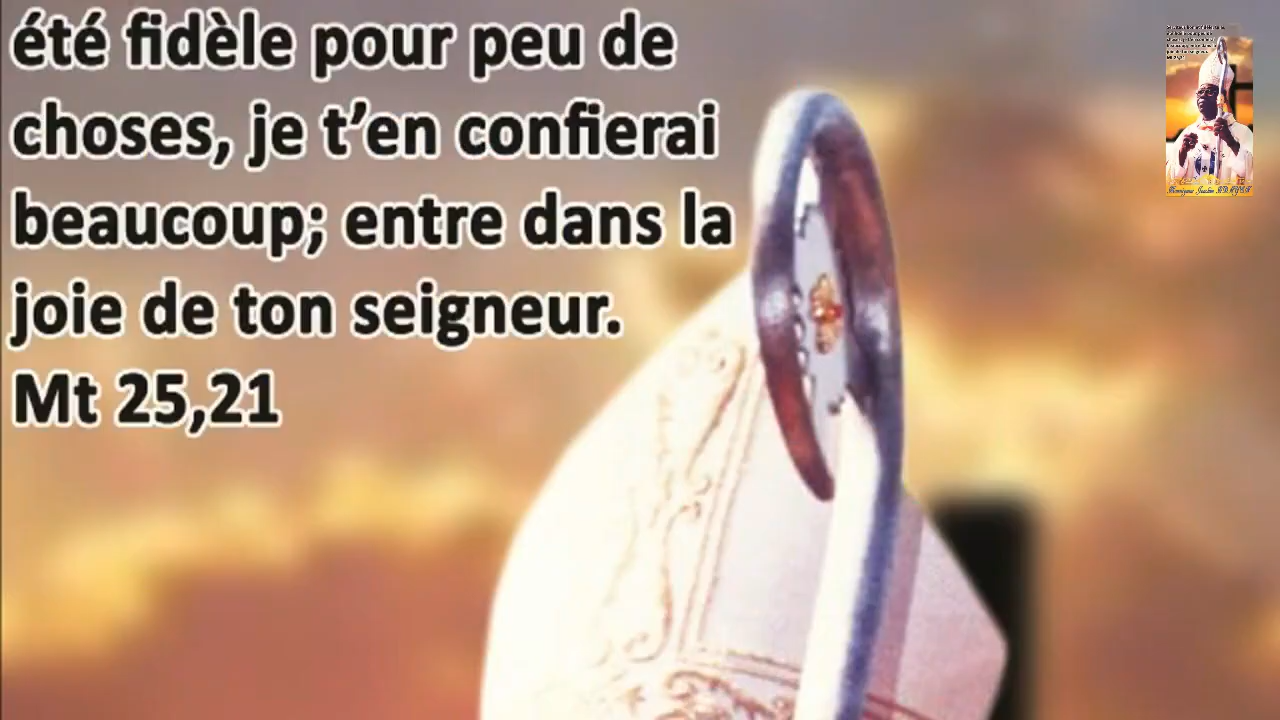 été fidèle pour peu de
choses, je t’en confierai
beaucoup; entre dans la
joie de ton seigneur.
Mt 25,21